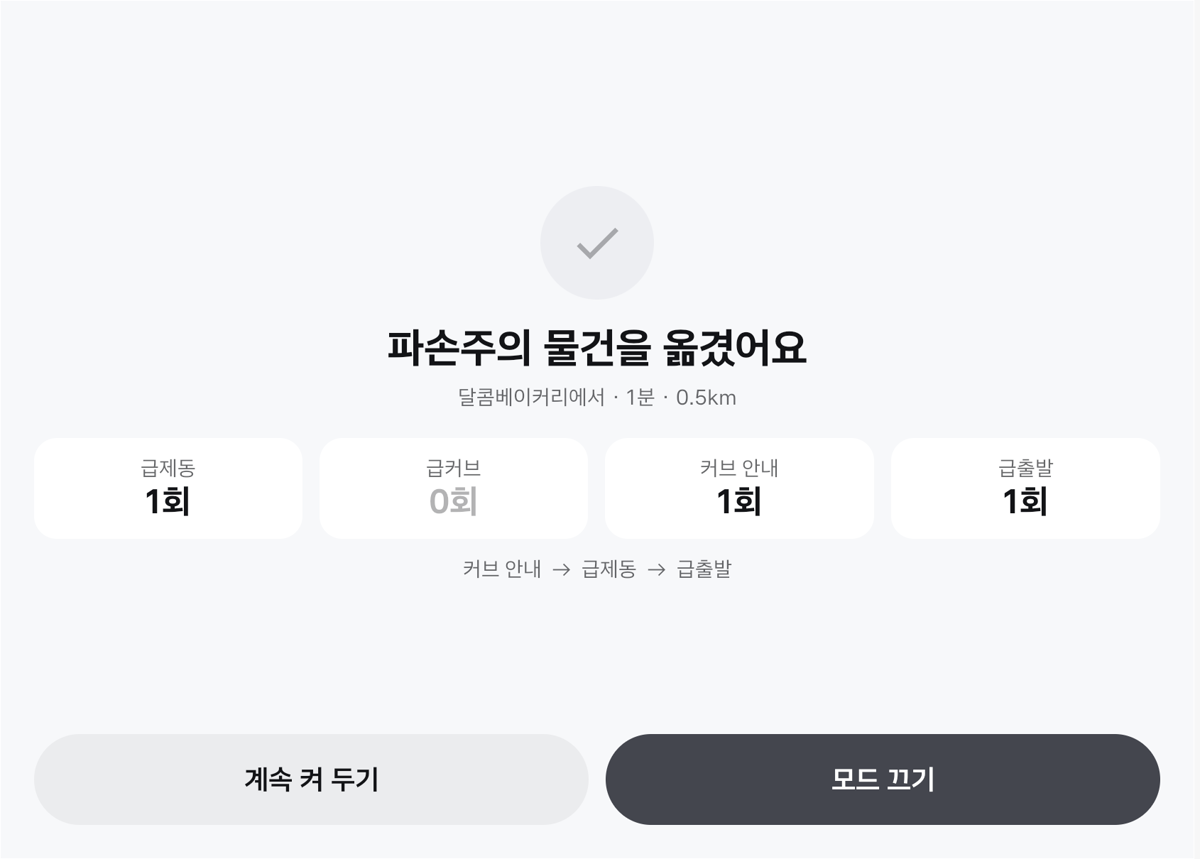 파손주의 물건을 옮겼어요
달콤베이커리에서 · 1분 · 0.5km
급제동 급커브 커브 안내 급출발
1회 0회 1회 1회
커브 안내 → 급제동 → 급출발
계속 켜 두기 모드 끄기